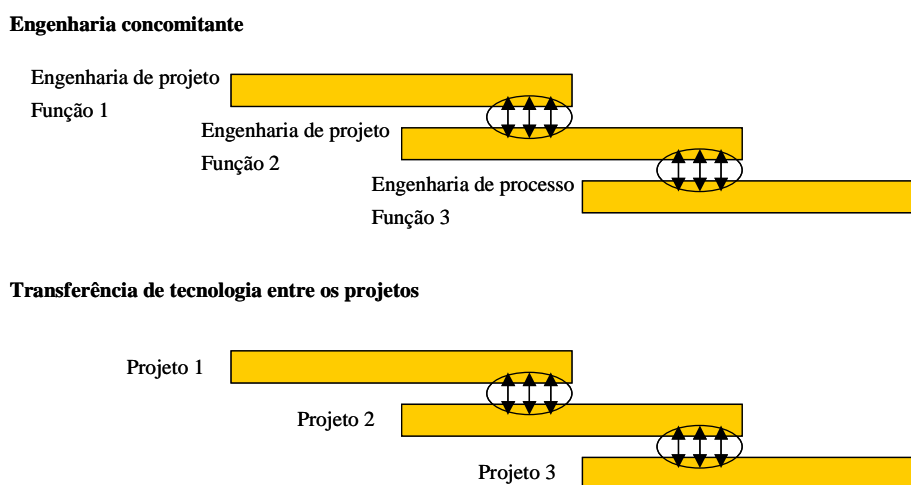 Engenharia concomitante
Engenharia de projeto
Função 1
Engenharia de projeto
Função 2
Engenharia de processo
Função 3
Transferência de tecnologia entre os projetos
Projeto 1
Projeto 2
Projeto 3